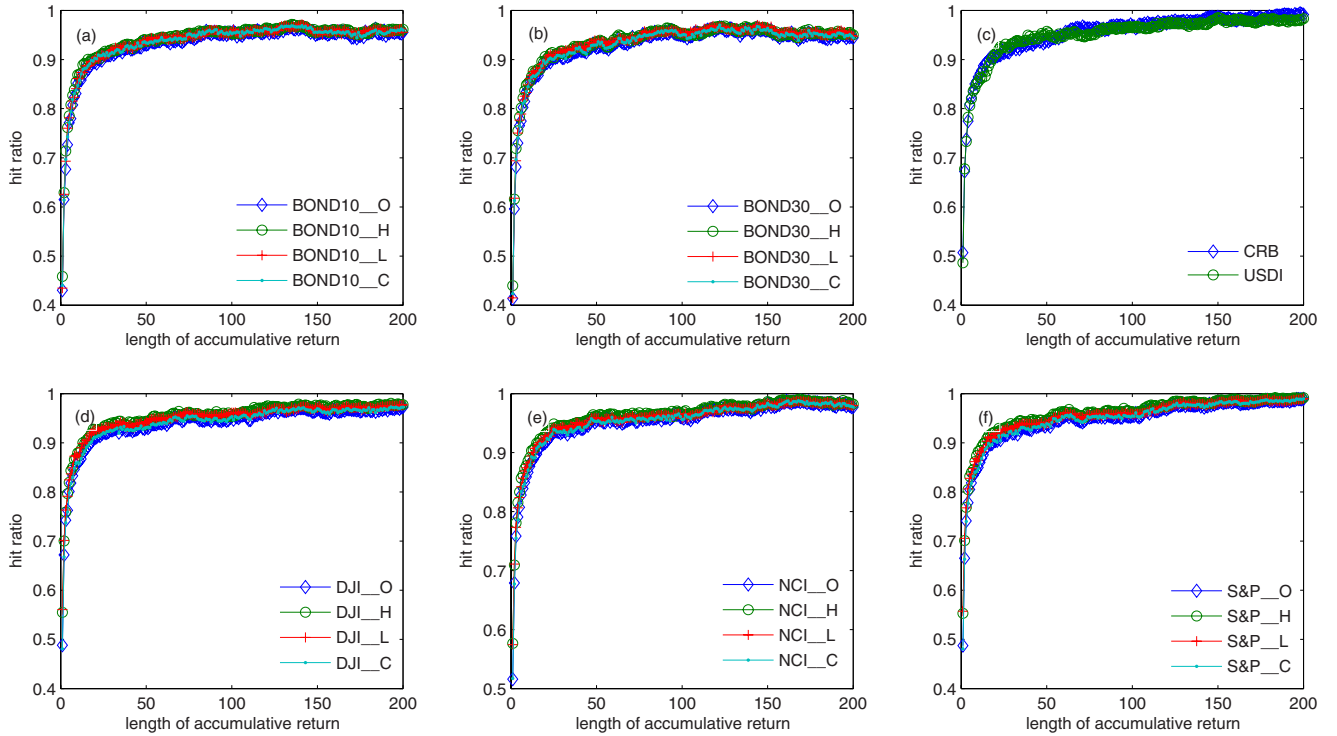 (a)
1
0.9
0.8
0.7
0.6
0.5
0.4
hit ratio
BOND10__O
BOND10__H
BOND10__L
BOND10__C
0 50 100 150 200
length of accumulative return
(b)
1
0.9
0.8
0.7
0.6
0.5
0.4
hit ratio
BOND30__O
BOND30__H
BOND30__L
BOND30__C
0 50 100 150 200
length of accumulative return
(c)
1
0.9
0.8
0.7
0.6
0.5
0.4
hit ratio
CRB
USDI
0 50 100 150 200
length of accumulative return
(d)
1
0.9
0.8
0.7
0.6
0.5
0.4
hit ratio
DJI__O
DJI__H
DJI__L
DJI__C
0 50 100 150 200
length of accumulative return
(e)
1
0.9
0.8
0.7
0.6
0.5
hit ratio
NCI__O
NCI__H
NCI__L
NCI__C
0 50 100 150 200
length of accumulative return
(f)
1
0.9
0.8
0.7
0.6
0.5
0.4
hit ratio
S&P__O
S&P__H
S&P__L
S&P__C
0 50 100 150 200
length of accumulative return